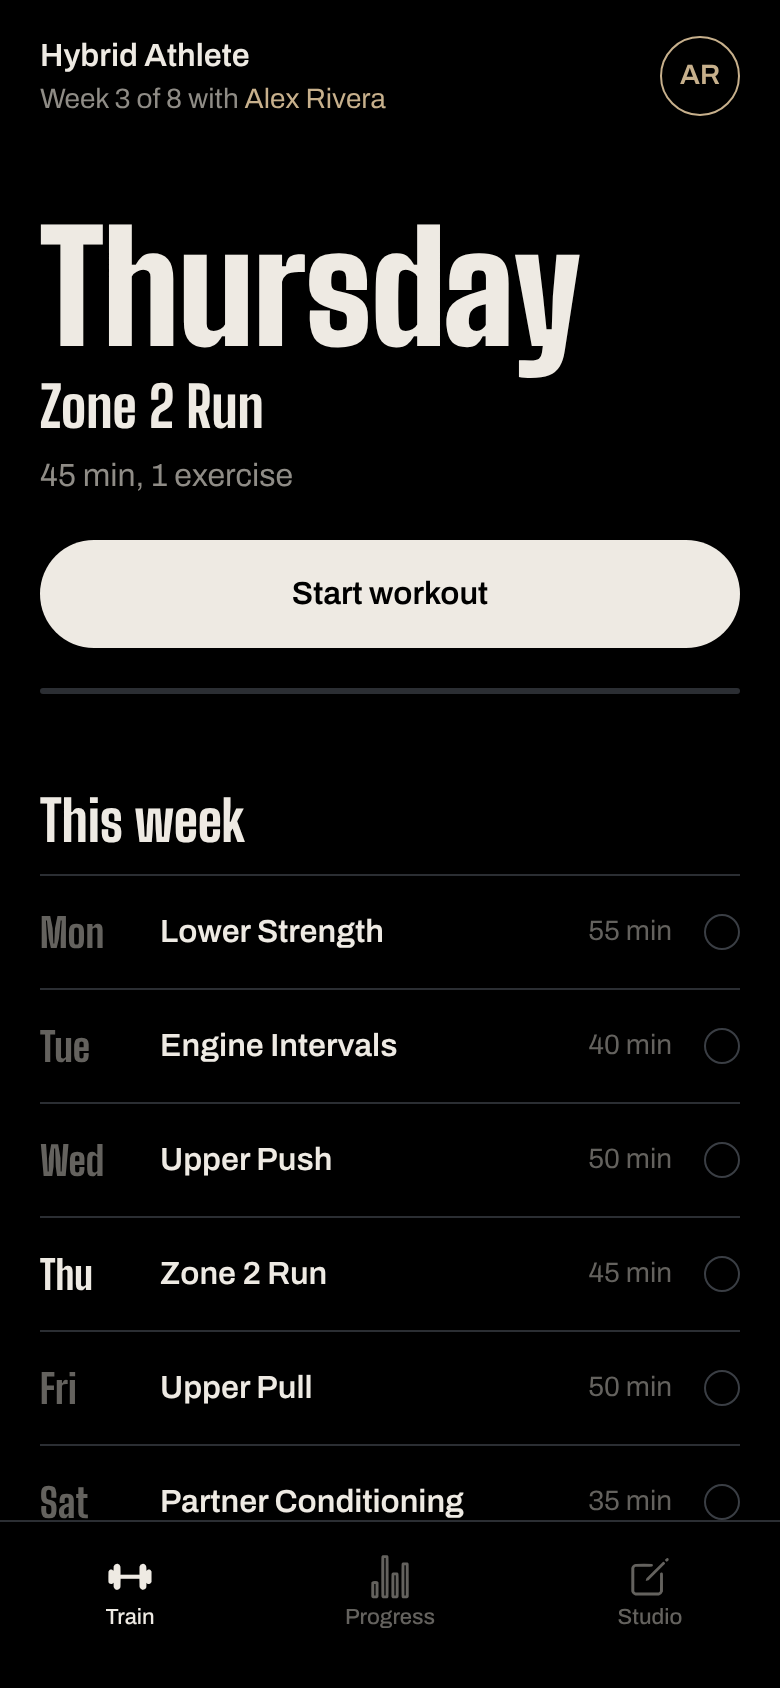 Hybrid Athlete
Week 3 of 8 with Alex Rivera
AR
Thursday
Zone 2 Run
45 min, 1 exercise
Start workout
This week
Mon Lower Strength 55 min
Tue Engine Intervals 40 min
Wed Upper Push 50 min
Thu Zone 2 Run 45 min
Fri Upper Pull 50 min
Sat Partner Conditioning 35 min
Train Progress Studio